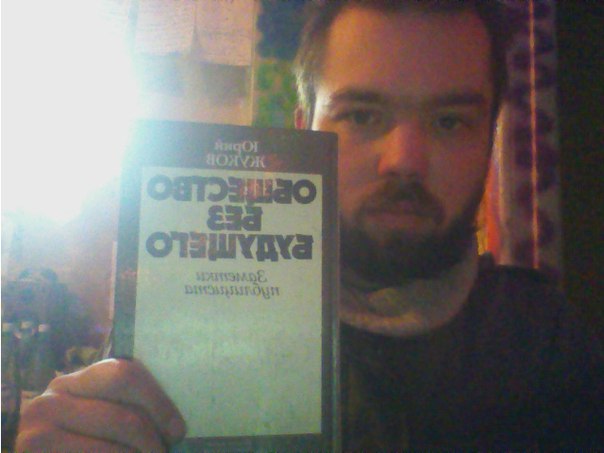 Юрий
ЖУКОВ
ОБЩЕСТВО
БЕЗ
БУДУЩЕГО
Заметки
публициста